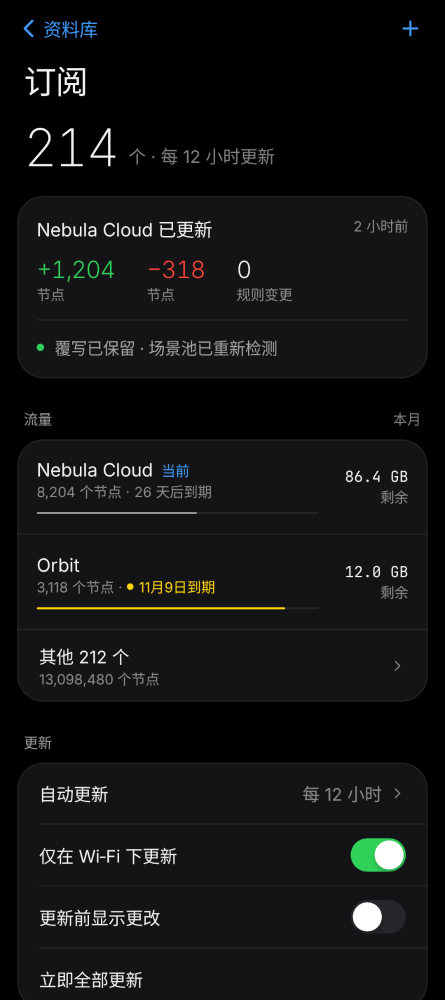 资料库
订阅
214 个 · 每 12 小时更新
Nebula Cloud 已更新 2 小时前
+1,204 −318 0
节点 节点 规则变更
覆写已保留 · 场景池已重新检测
流量 本月
Nebula Cloud 当前 86.4 GB
8,204 个节点 · 26 天后到期 剩余
Orbit 12.0 GB
3,118 个节点 · 11月9日到期 剩余
其他 212 个
13,098,480 个节点
更新
自动更新 每 12 小时
仅在 Wi-Fi 下更新
更新前显示更改
立即全部更新